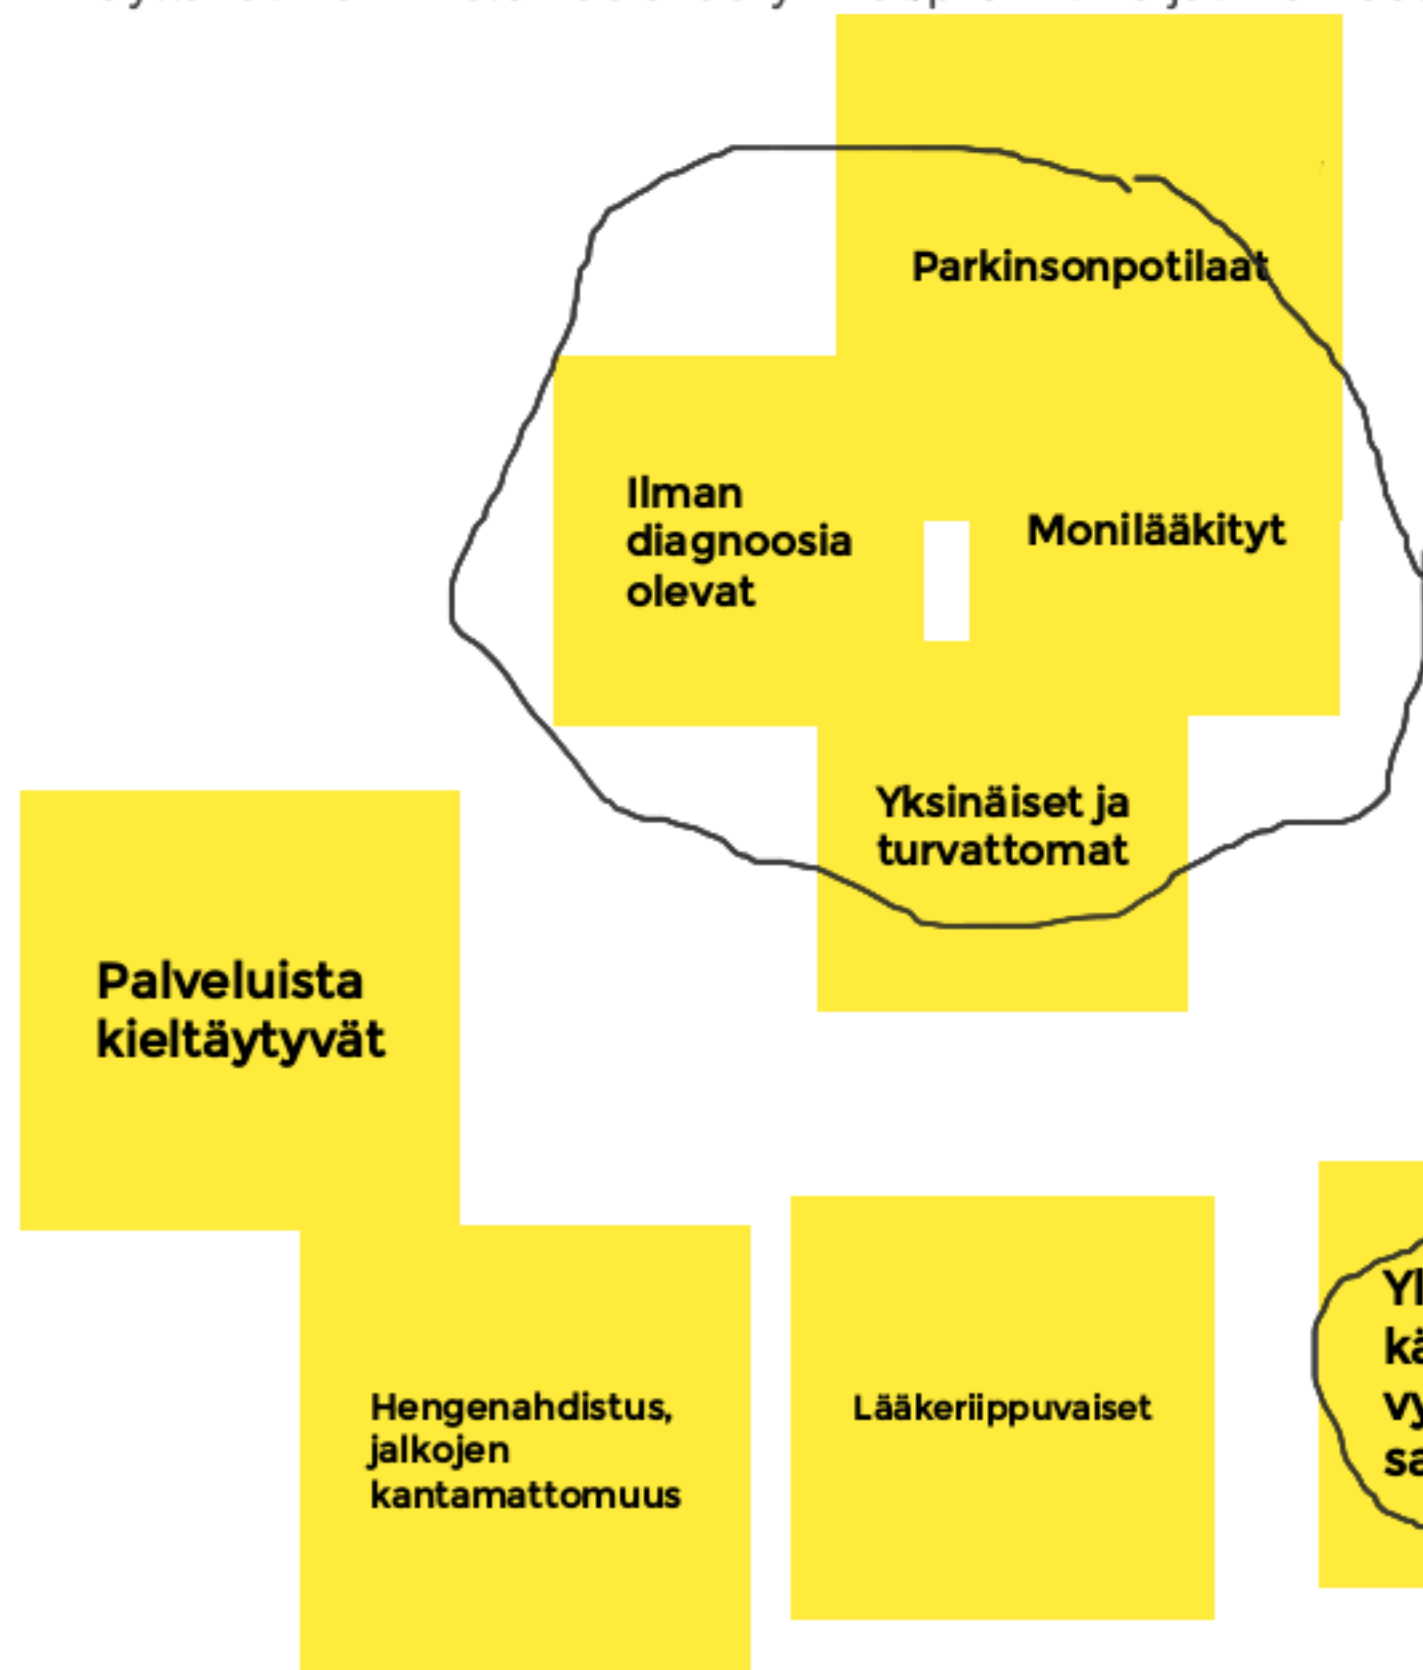 Parkinsonpotilaat
Ilman
diagnoosia
olevat
Monilääkityt
Yksinäiset ja
turvattomat
Palveluista
kieltäytyvät
Hengenahdistus,
jalkojen
kantamattomuus
Lääkeriippuvaiset